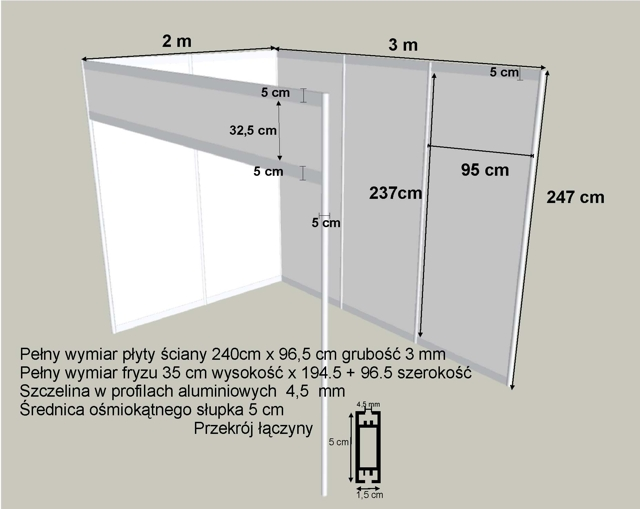 2 m
3 m
5 cm
5 cm
32,5 cm
5 cm
95 cm
237cm
247 cm
5 cm
Pełny wymiar płyty ściany 240cm x 96,5 cm grubość 3 mm
Pełny wymiar fryzu 35 cm wysokość x 194.5 + 96.5 szerokość
Szczelina w profilach aluminiowych 4,5 mm
Średnica ośmiokątnego słupka 5 cm
Przekrój łączyny
4,5 mm
5 cm
1,5 cm